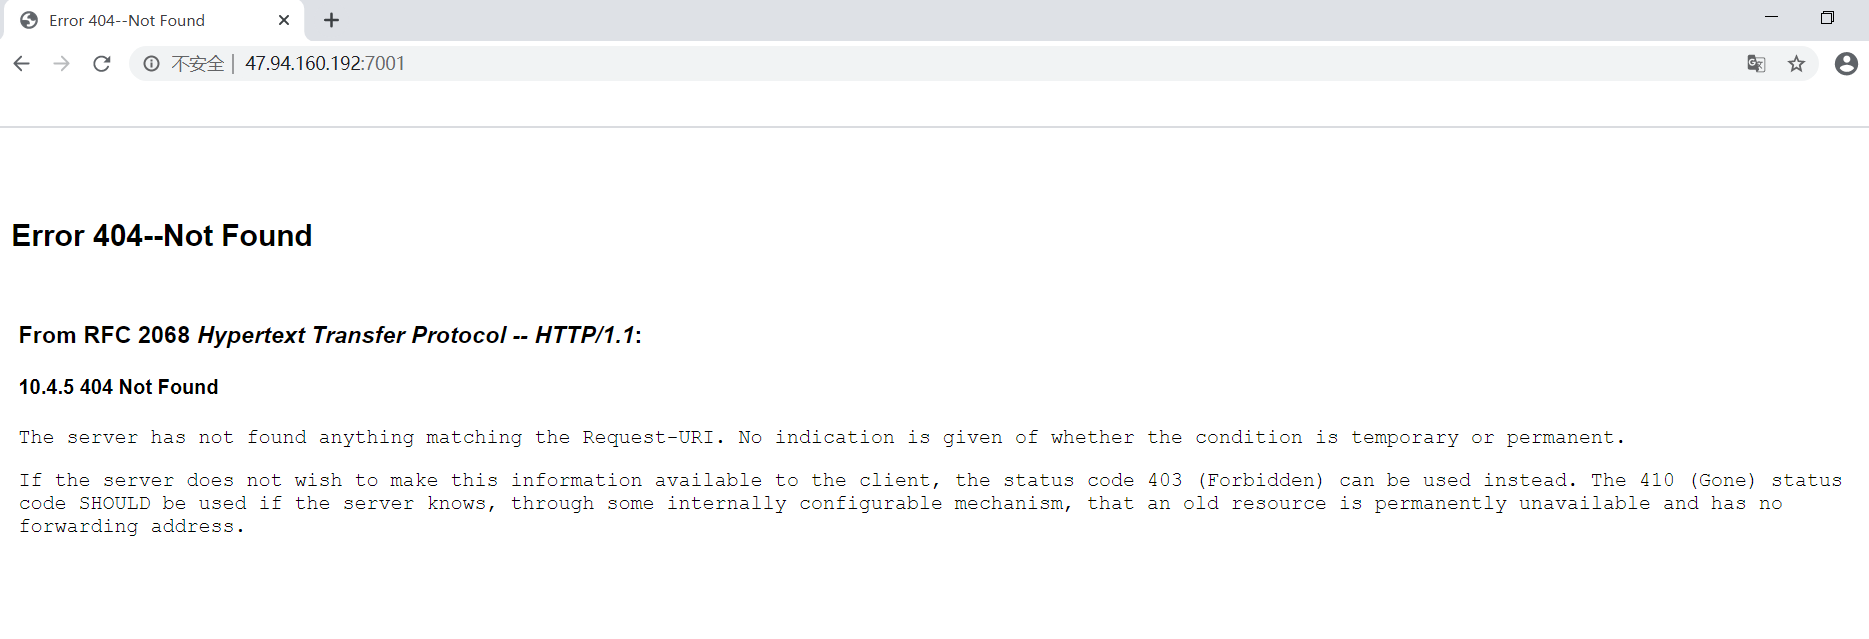 Error 404--Not Found
不安全 | 47.94.160.192:7001
Error 404--Not Found
From RFC 2068 Hypertext Transfer Protocol -- HTTP/1.1:
10.4.5 404 Not Found
The server has not found anything matching the Request-URI. No indication is given of whether the condition is temporary or permanent.
If the server does not wish to make this information available to the client, the status code 403 (Forbidden) can be used instead. The 410 (Gone) status
code SHOULD be used if the server knows, through some internally configurable mechanism, that an old resource is permanently unavailable and has no
forwarding address.